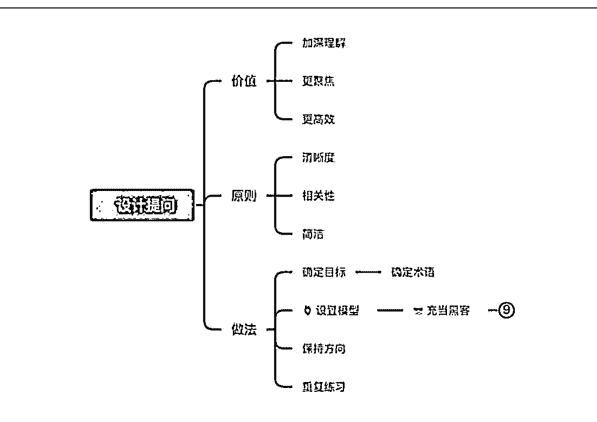 设计提问
价值
加深理解
更聚焦
更高效
原则
清晰度
相关性
简洁
做法
确定目标
确定术语
设置模型
充当黑客
9
保持方向
重复练习